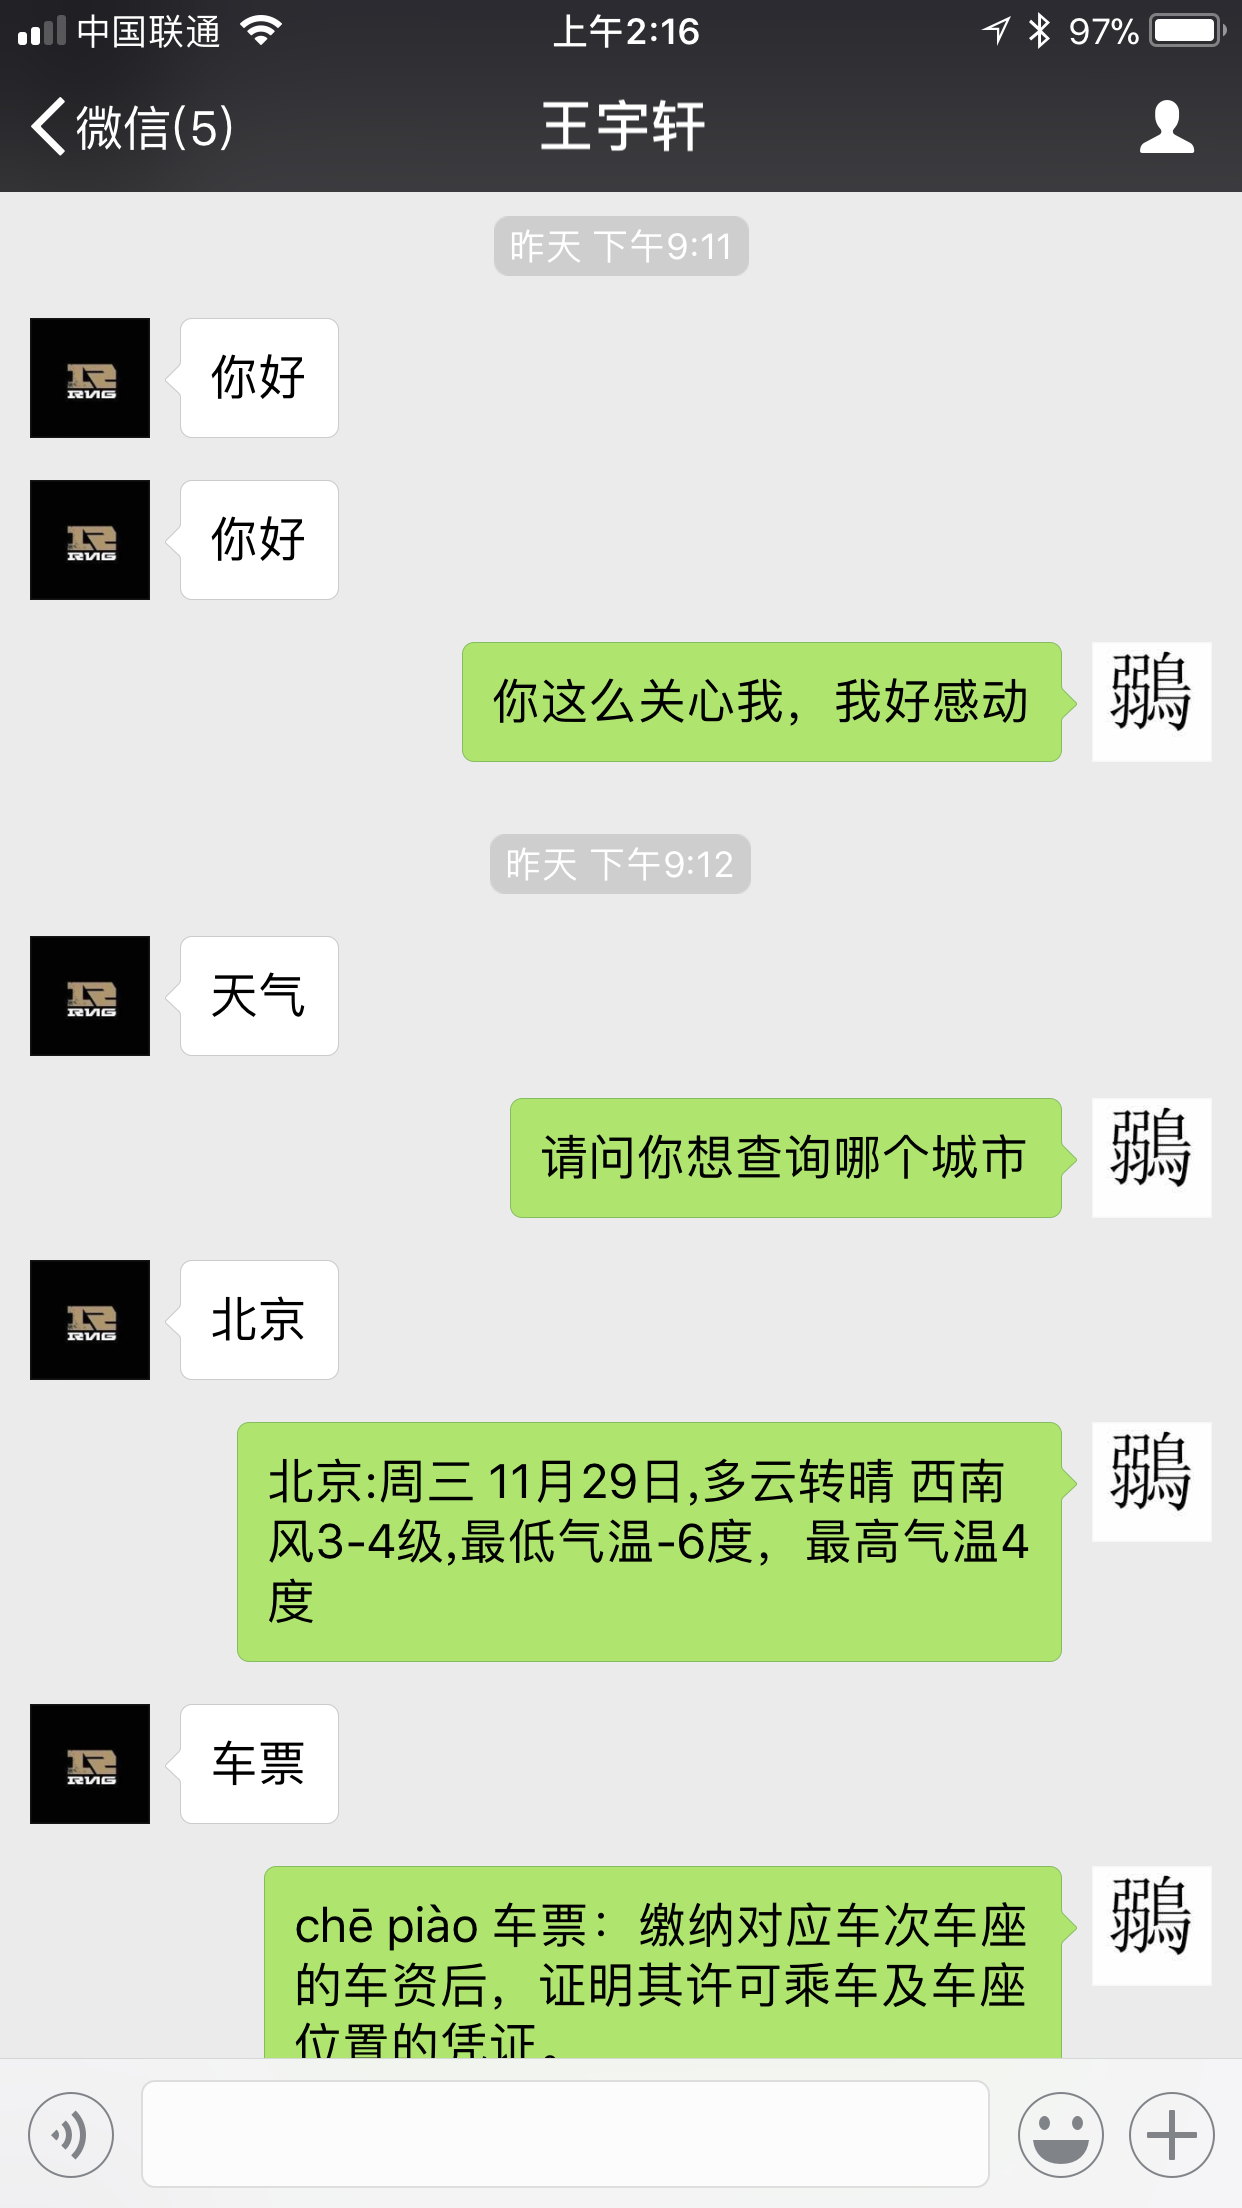 中国联通 上午2:16 97%
微信(5) 王宇轩
昨天 下午9:11
RNG
你好
RNG
你好
你这么关心我，我好感动
鶸
昨天 下午9:12
RNG
天气
请问你想查询哪个城市
鶸
RNG
北京
北京:周三 11月29日,多云转晴 西南
风3-4级,最低气温-6度，最高气温4
度
鶸
RNG
车票
chē piào 车票：缴纳对应车次车座
的车资后，证明其许可乘车及车座
位置的凭证。
鶸